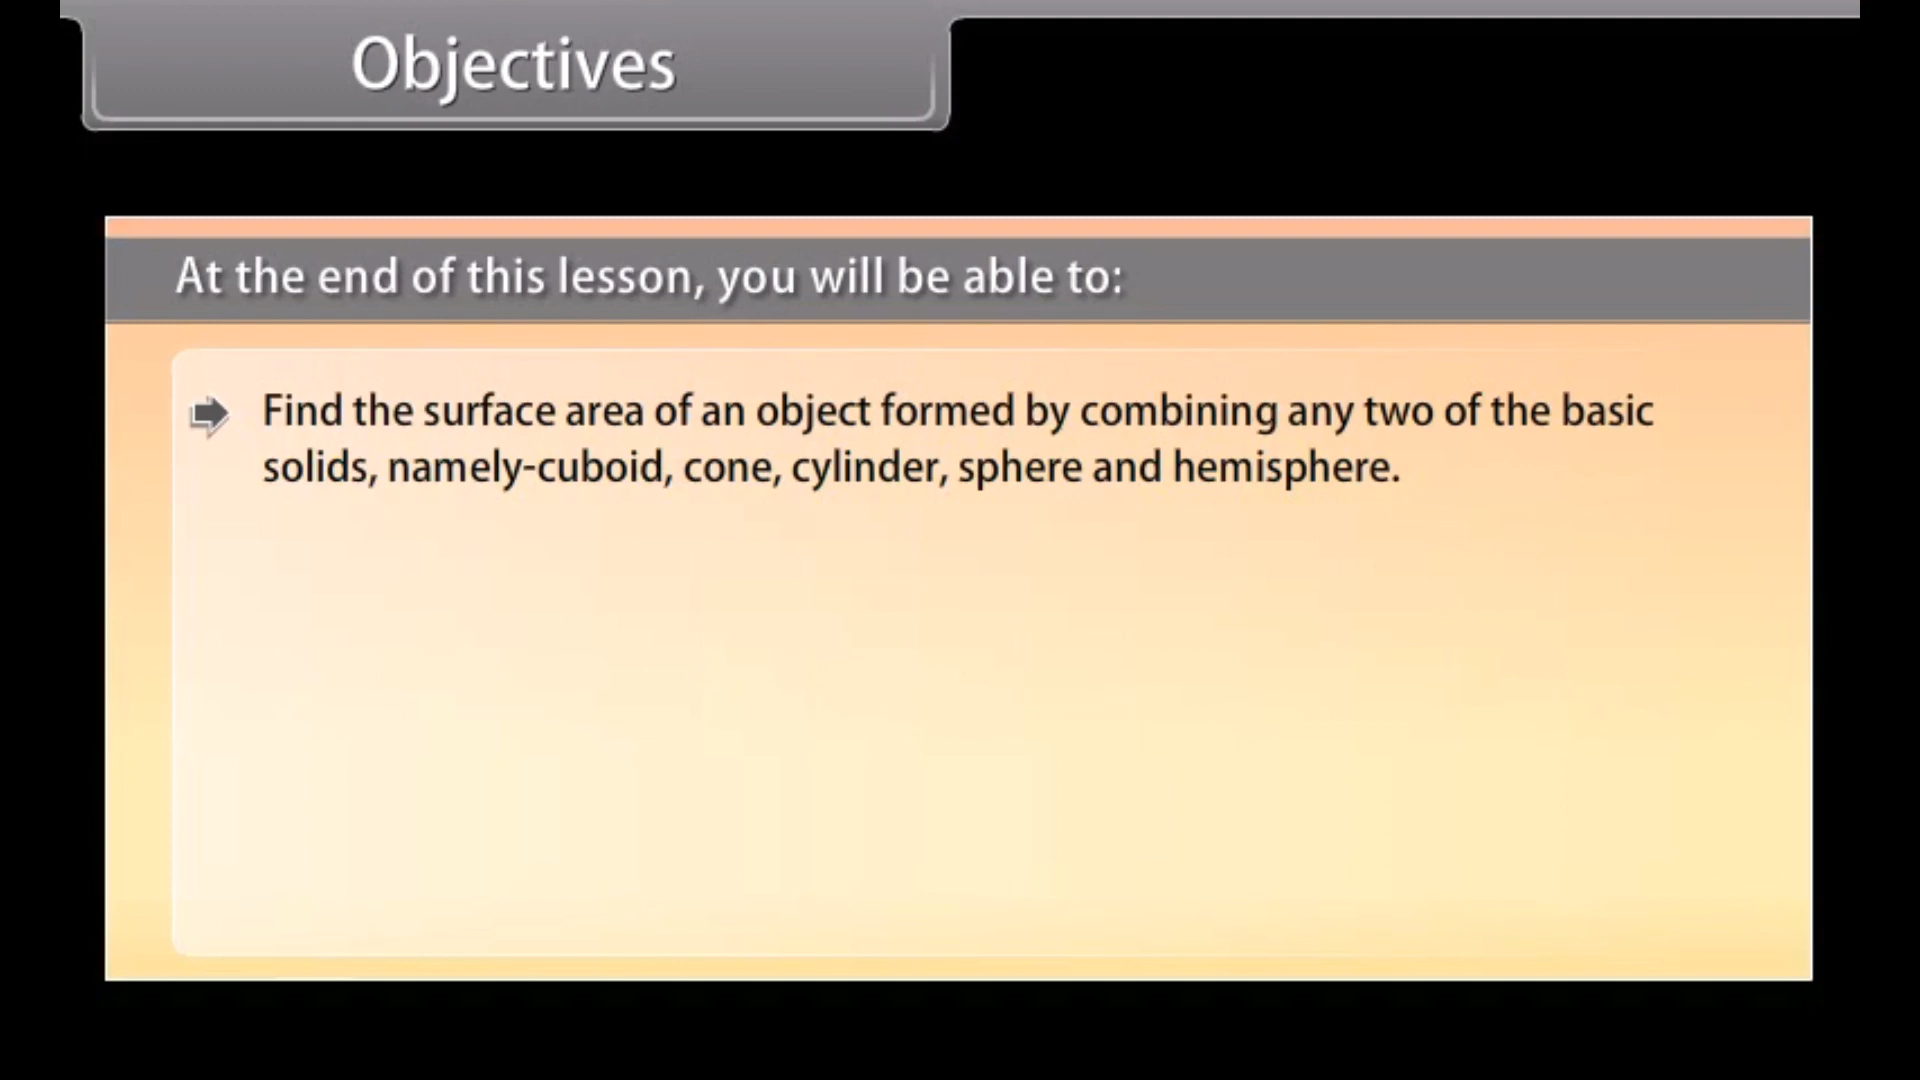 Objectives
At the end of this lesson, you will be able to:
Find the surface area of an object formed by combining any two of the basic
solids, namely-cuboid, cone, cylinder, sphere and hemisphere.